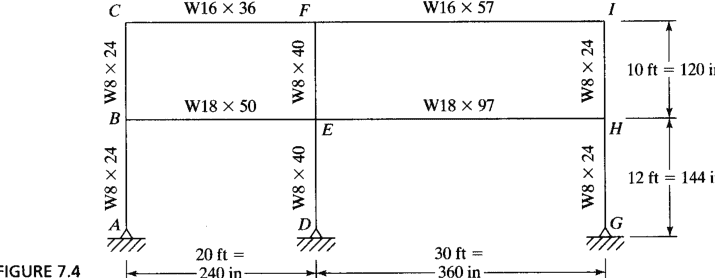 C W16 × 36 F W16 × 57 I
W8 × 24 W8 × 40 W8 × 24 10 ft = 120 in
B W18 × 50 E W18 × 97 H
W8 × 24 W8 × 40 W8 × 24 12 ft = 144 i
A D G
20 ft = 30 ft =
FIGURE 7.4 240 in 360 in